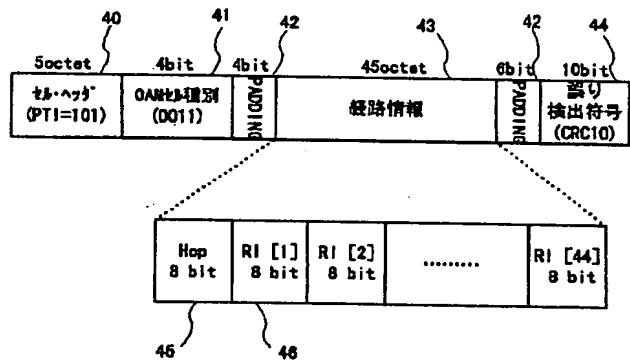 40
41
42
43
42
44
5octet
4bit
4bit
45octet
6bit
10bit
セル・ヘッダ
(PTI=101)
OAMセル種別
(0011)
PADDING
経路情報
PADDING
誤り
検出符号
(CRC10)
Hop
8 bit
RI [1]
8 bit
RI [2]
8 bit
………
RI [44]
8 bit
45
46